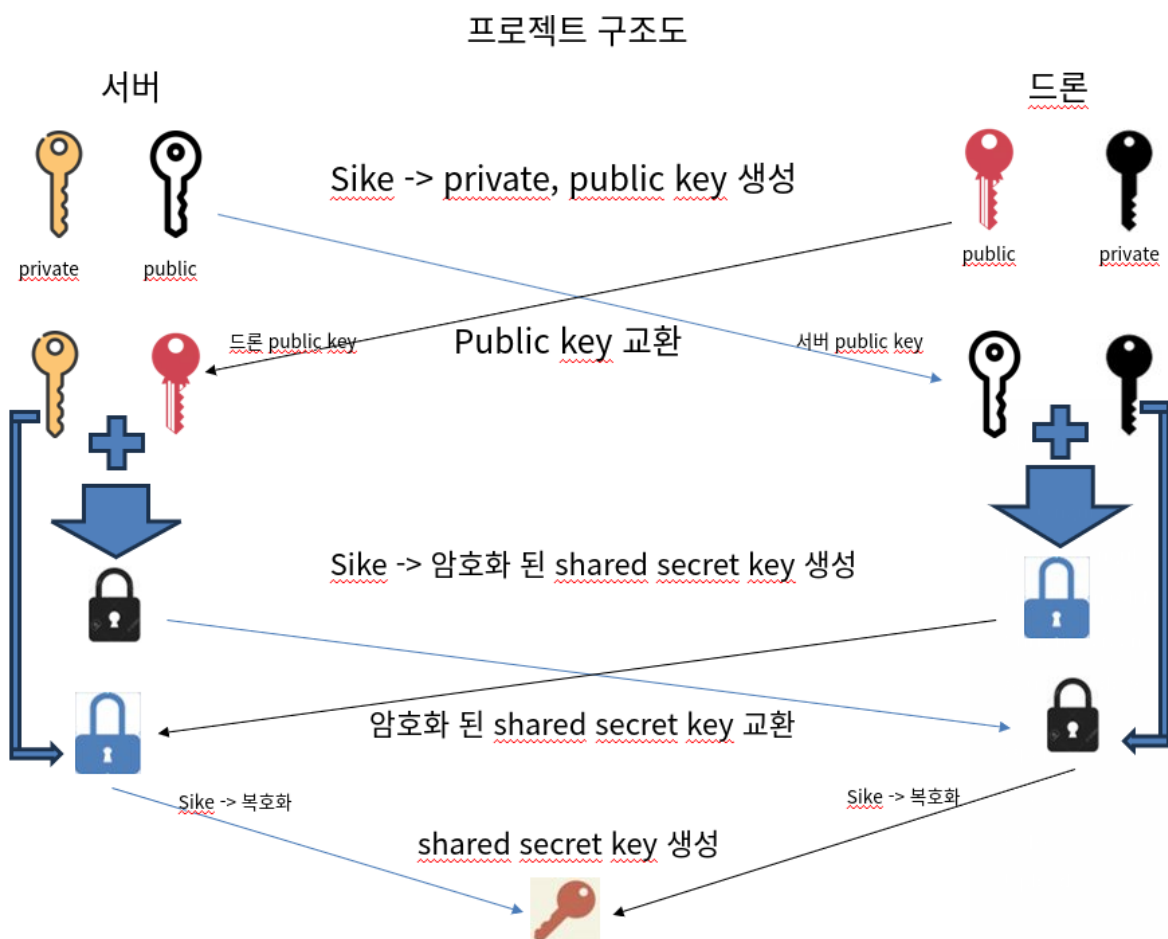 프로젝트 구조도
서버
드론
Sike -> private, public key 생성
private
public
public
private
드론 public key
Public key 교환
서버 public key
Sike -> 암호화 된 shared secret key 생성
암호화 된 shared secret key 교환
Sike -> 복호화
Sike -> 복호화
shared secret key 생성